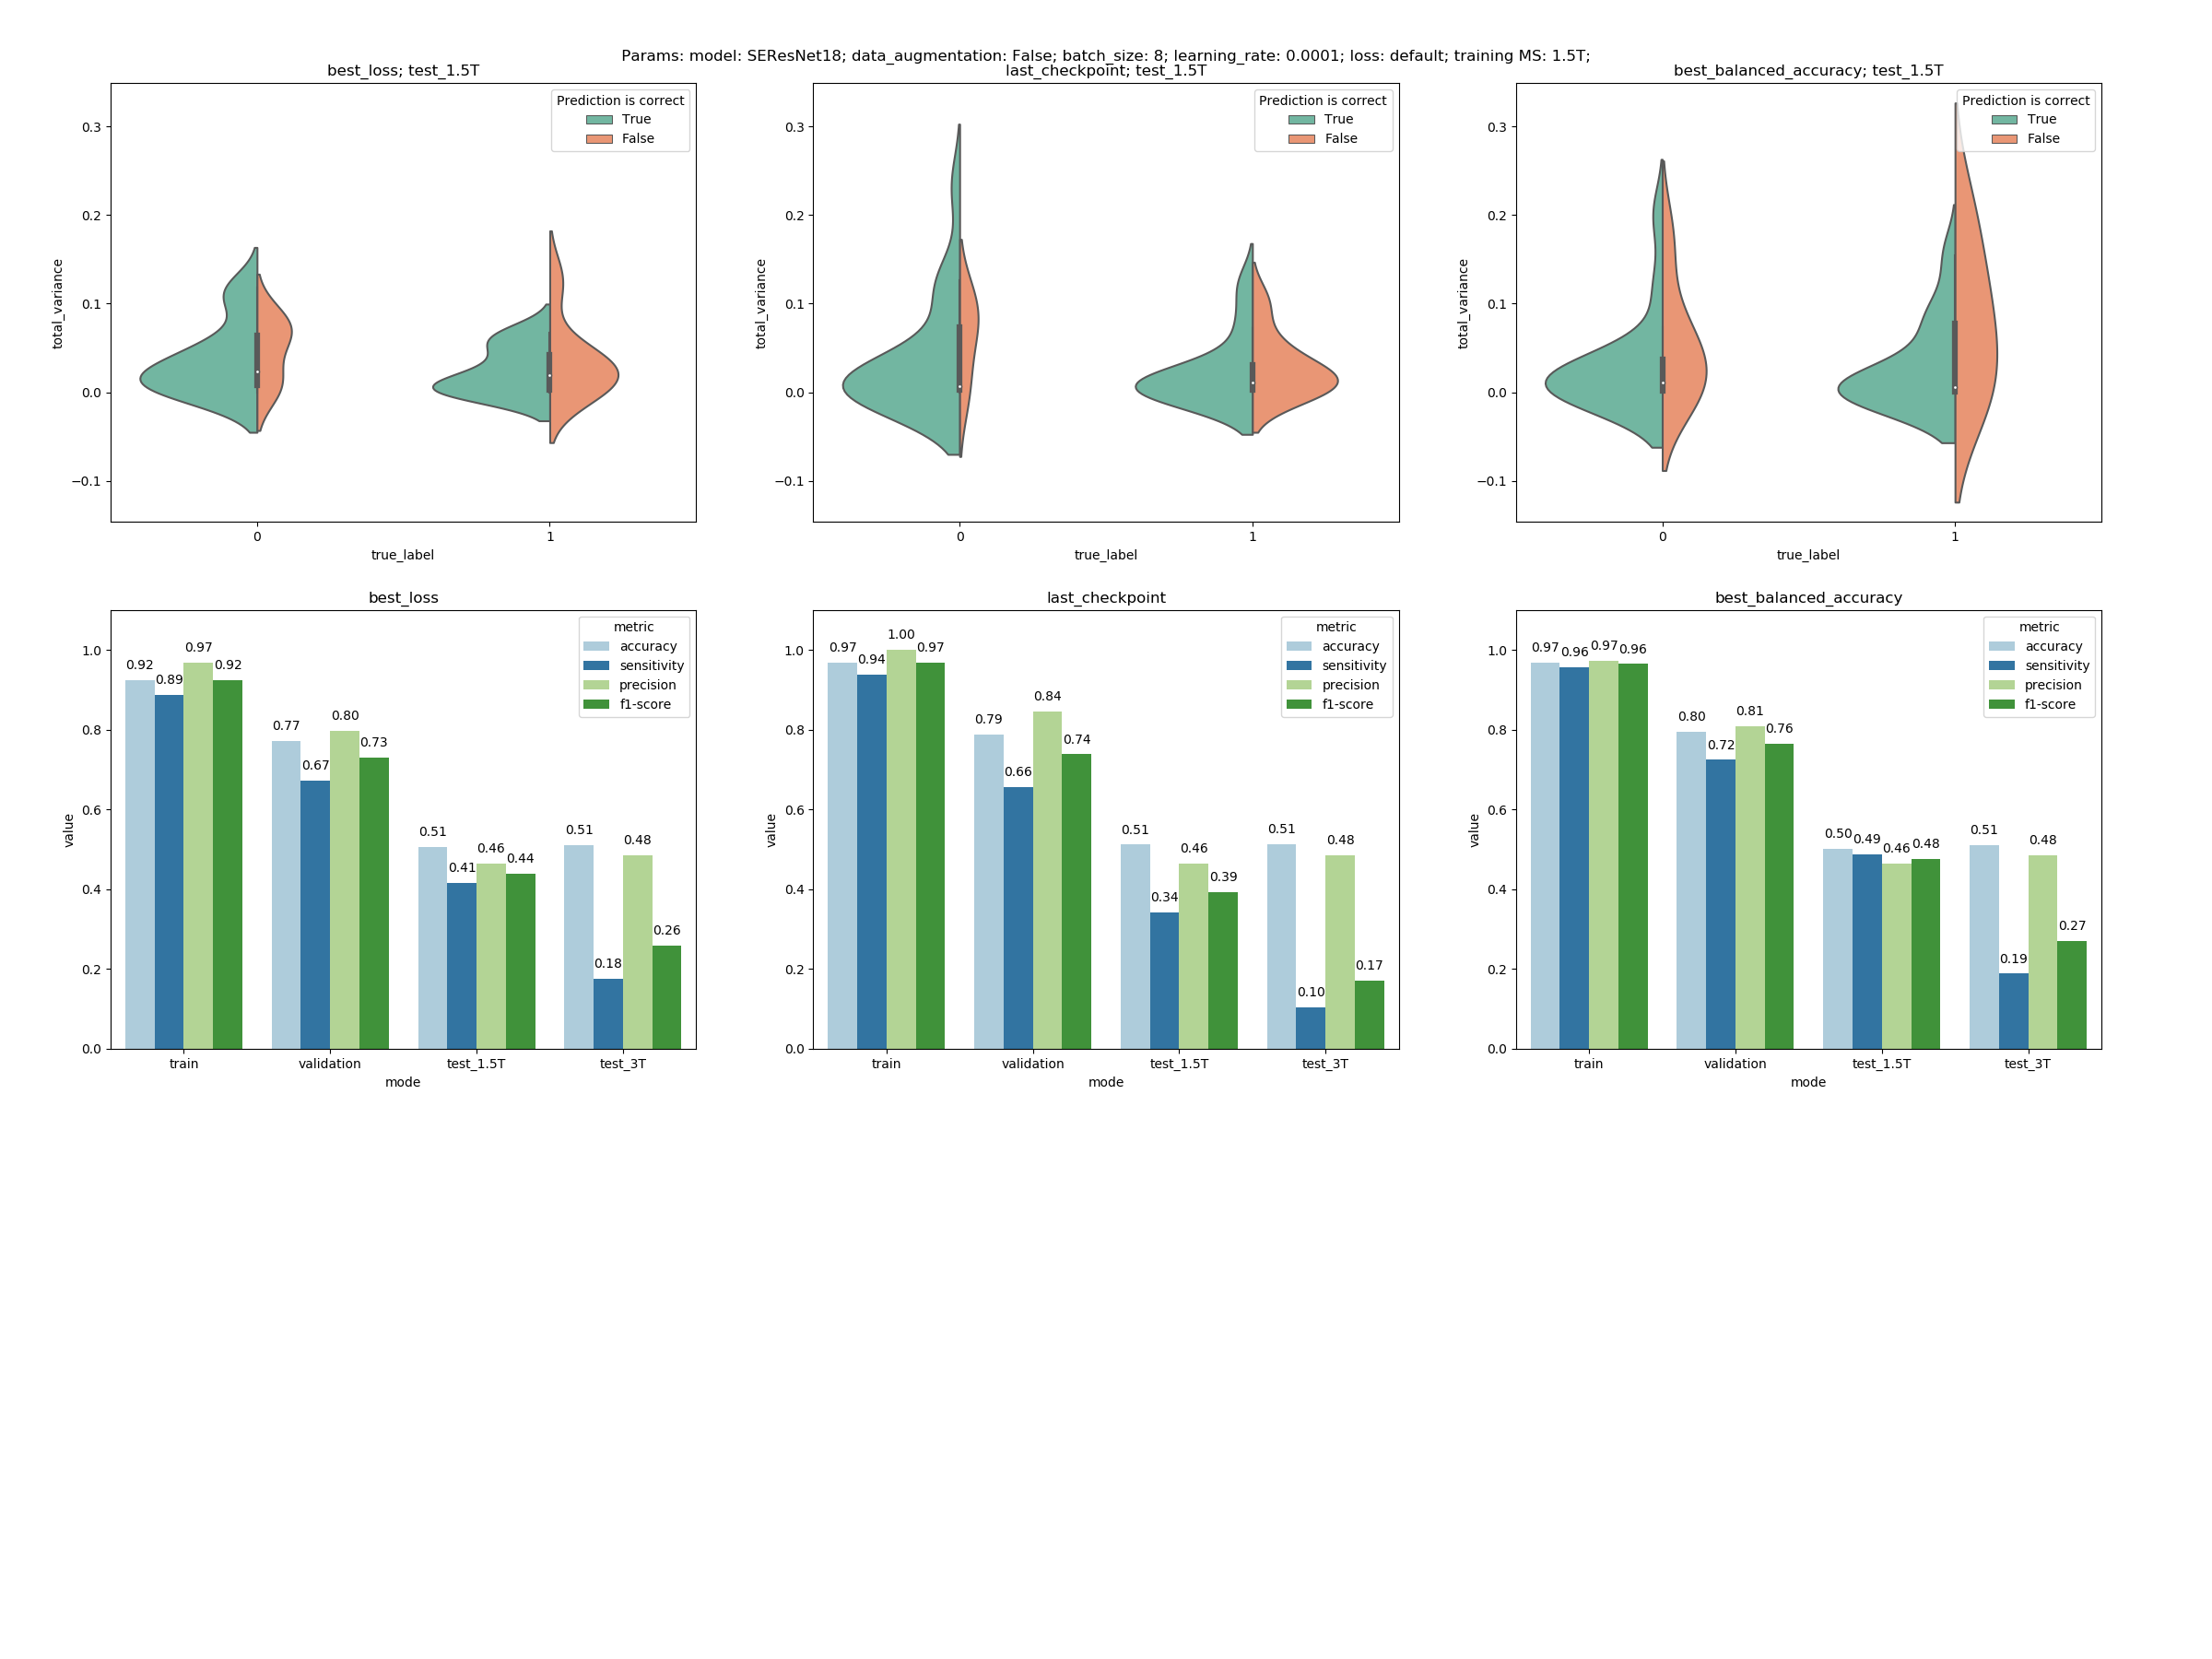 Params: model: SEResNet18; data_augmentation: False; batch_size: 8; learning_rate: 0.0001; loss: default; training MS: 1.5T;
best_loss; test_1.5T
Prediction is correct
True
False
0.3
0.2
0.1
0.0
−0.1
total_variance
0
1
true_label
last_checkpoint; test_1.5T
Prediction is correct
True
False
0.3
0.2
0.1
0.0
−0.1
total_variance
0
1
true_label
best_balanced_accuracy; test_1.5T
Prediction is correct
True
False
0.3
0.2
0.1
0.0
−0.1
total_variance
0
1
true_label
best_loss
metric
accuracy
sensitivity
precision
f1-score
1.0
0.8
0.6
0.4
0.2
0.0
value
0.92
0.89
0.97
0.92
0.77
0.67
0.80
0.73
0.51
0.41
0.46
0.44
0.51
0.18
0.48
0.26
train
validation
test_1.5T
test_3T
mode
last_checkpoint
metric
accuracy
sensitivity
precision
f1-score
1.0
0.8
0.6
0.4
0.2
0.0
value
0.97
0.94
1.00
0.97
0.79
0.66
0.84
0.74
0.51
0.34
0.46
0.39
0.51
0.10
0.48
0.17
train
validation
test_1.5T
test_3T
mode
best_balanced_accuracy
metric
accuracy
sensitivity
precision
f1-score
1.0
0.8
0.6
0.4
0.2
0.0
value
0.97
0.96
0.97
0.96
0.80
0.72
0.81
0.76
0.50
0.49
0.46
0.48
0.51
0.19
0.48
0.27
train
validation
test_1.5T
test_3T
mode